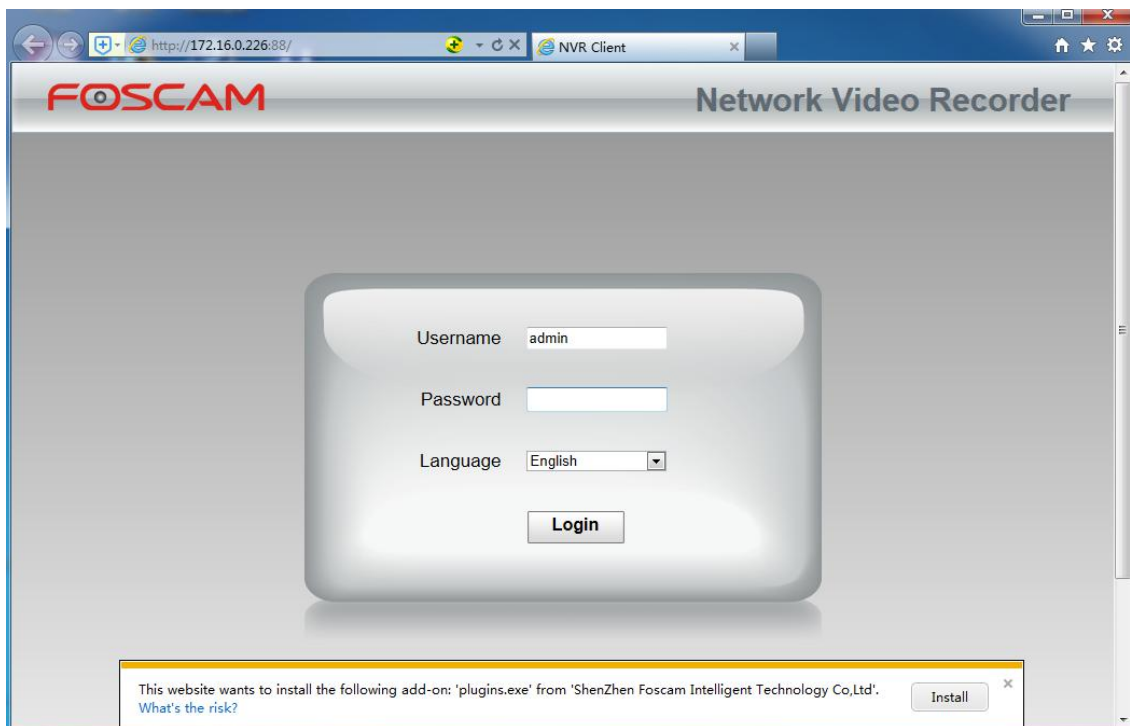 http://172.16.0.226:88/
NVR Client
FOSCAM
Network Video Recorder
Username admin
Password
Language English
Login
This website wants to install the following add-on: 'plugins.exe' from 'ShenZhen Foscam Intelligent Technology Co,Ltd'.
What's the risk?
Install